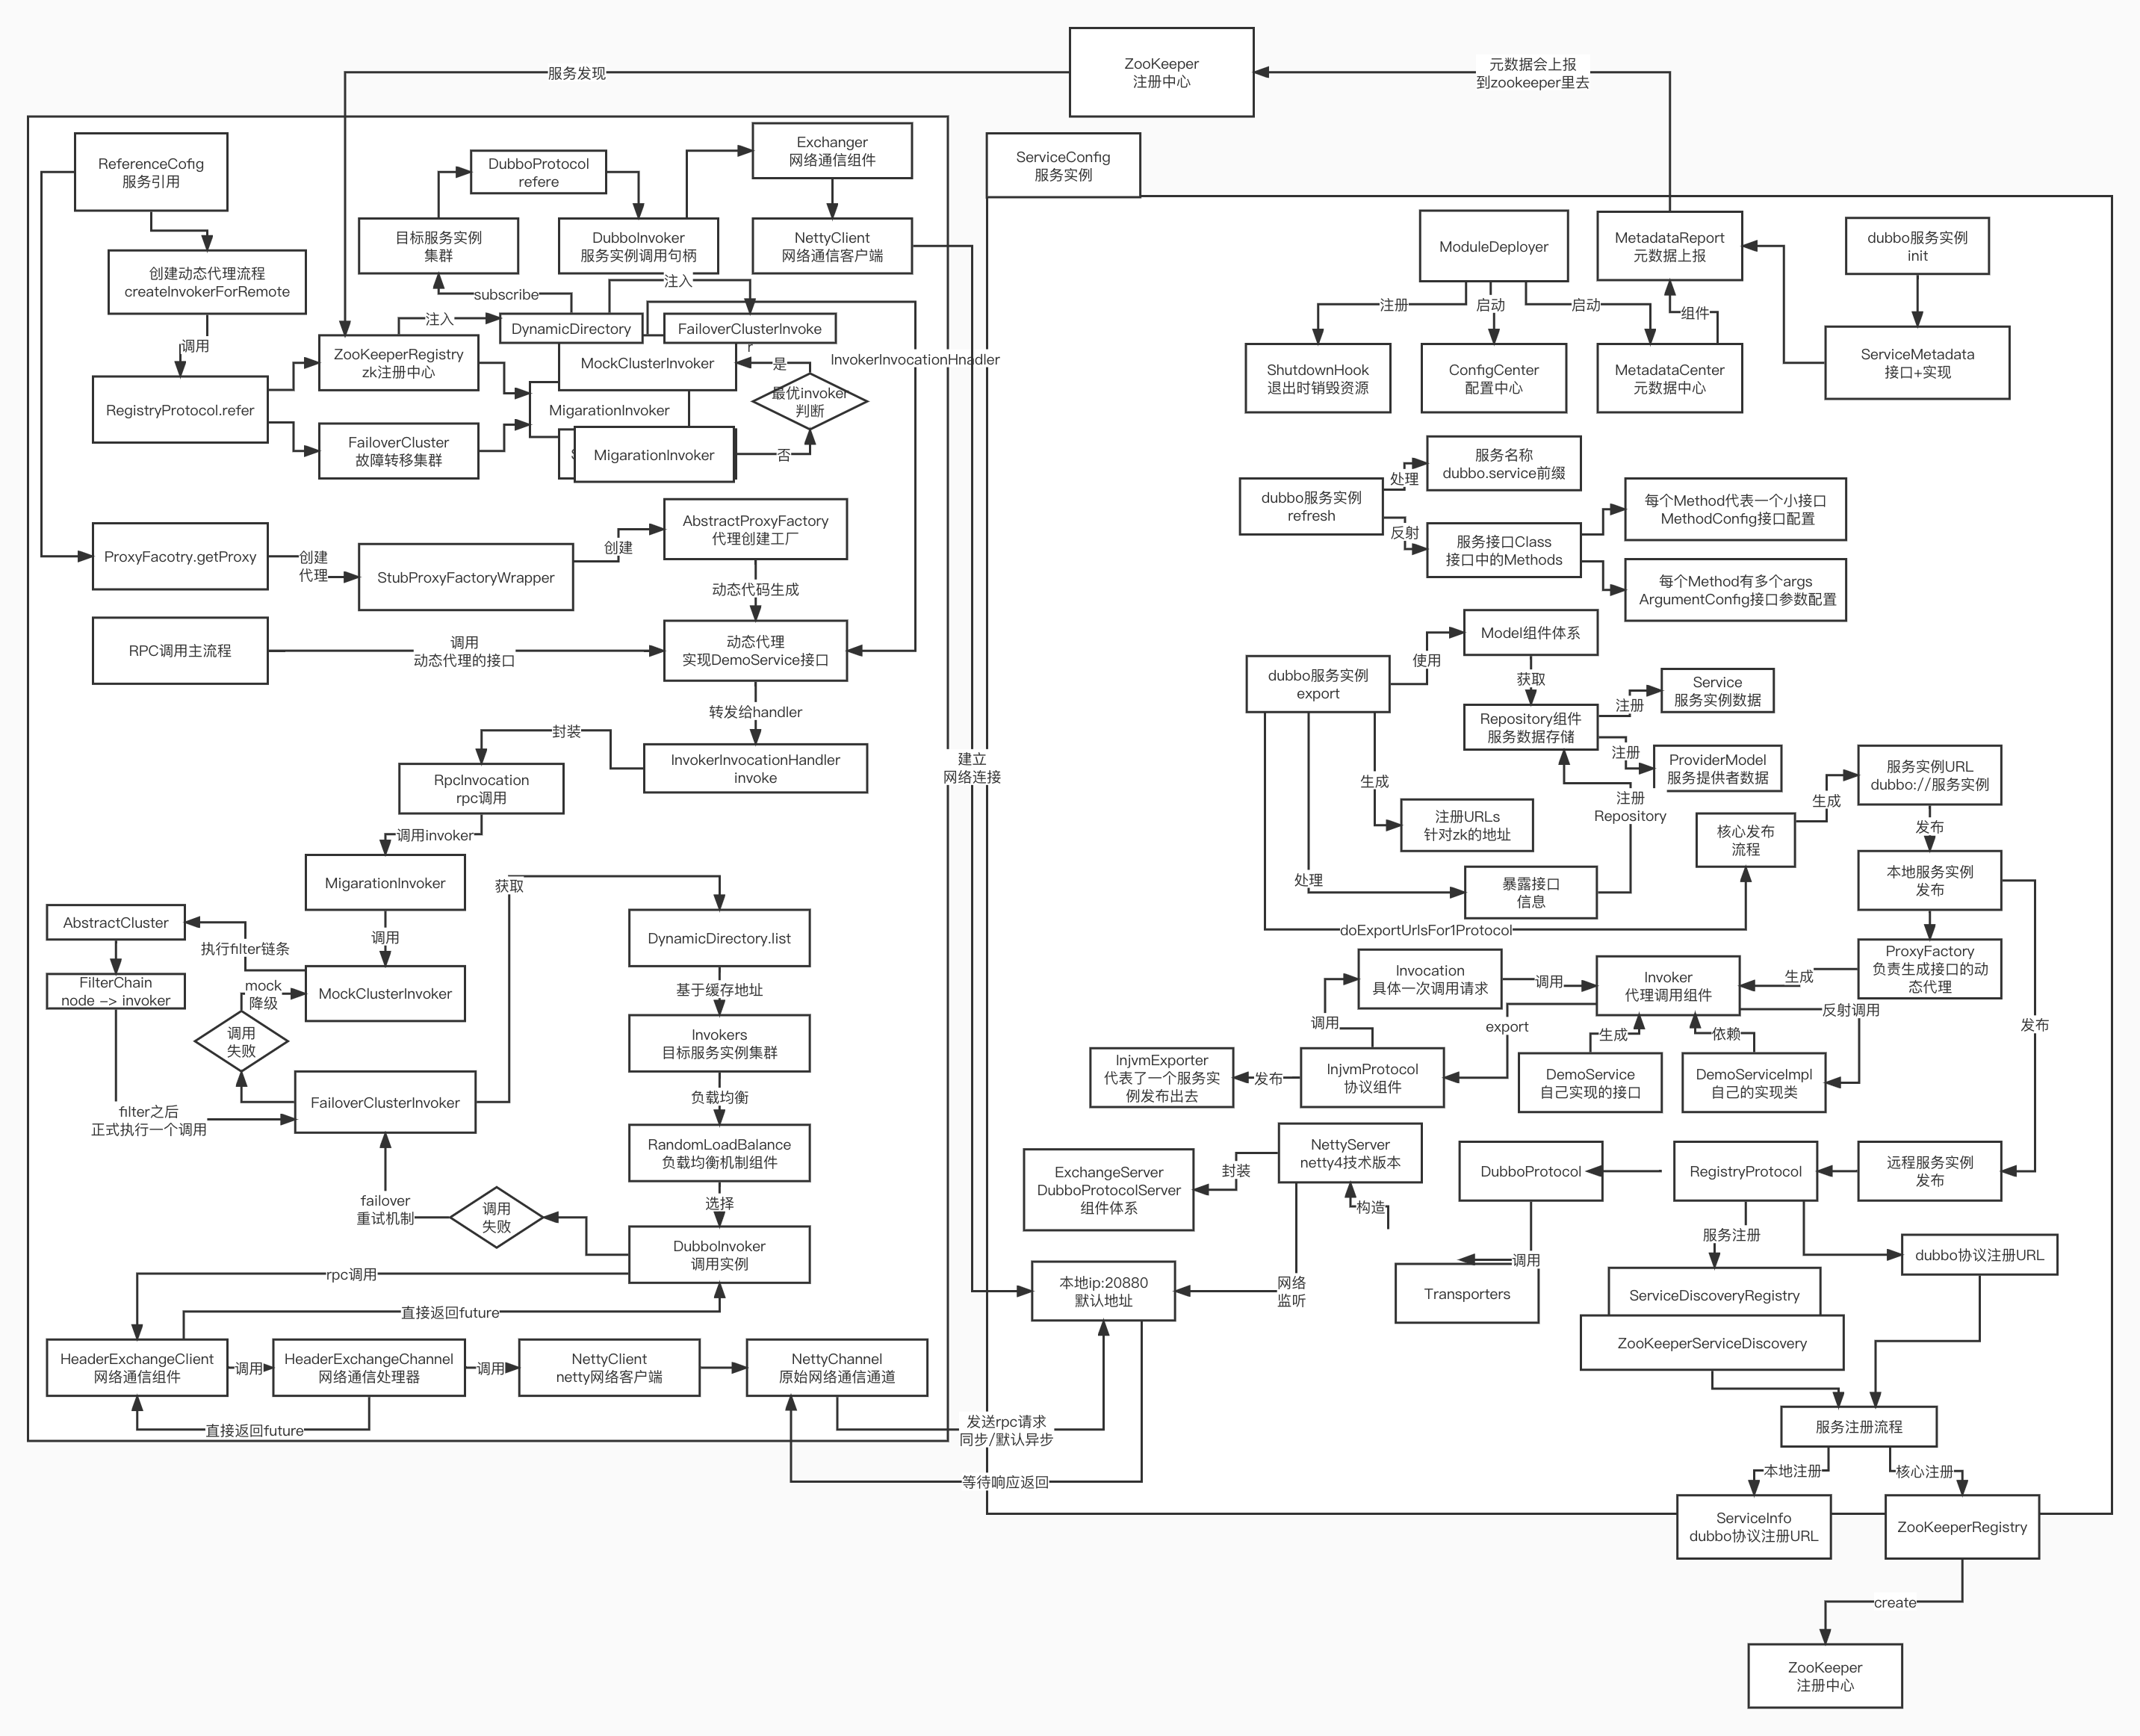 ZooKeeper
注册中心
服务发现
元数据会上报
到zookeeper里去
ReferenceCofig
服务引用
创建动态代理流程
createInvokerForRemote
调用
RegistryProtocol.refer
ZooKeeperRegistry
zk注册中心
FailoverCluster
故障转移集群
注入
目标服务实例
集群
subscribe
DubboProtocol
refere
DubboInvoker
服务实例调用句柄
Exchanger
网络通信组件
NettyClient
网络通信客户端
注入
DynamicDirectory
FailoverClusterInvoke
r
MockClusterInvoker
MigarationInvoker
MigarationInvoker
是
最优invoker
判断
否
InvokerInvocationHnadler
ProxyFacotry.getProxy
创建
代理
StubProxyFactoryWrapper
创建
AbstractProxyFactory
代理创建工厂
动态代码生成
RPC调用主流程
调用
动态代理的接口
动态代理
实现DemoService接口
转发给handler
InvokerInvocationHandler
invoke
封装
RpcInvocation
rpc调用
调用invoker
MigarationInvoker
调用
MockClusterInvoker
执行filter链条
AbstractCluster
FilterChain
node -> invoker
mock
降级
调用
失败
filter之后
正式执行一个调用
FailoverClusterInvoker
获取
DynamicDirectory.list
基于缓存地址
Invokers
目标服务实例集群
负载均衡
RandomLoadBalance
负载均衡机制组件
选择
DubboInvoker
调用实例
调用
失败
failover
重试机制
rpc调用
直接返回future
HeaderExchangeClient
网络通信组件
调用
HeaderExchangeChannel
网络通信处理器
调用
NettyClient
netty网络客户端
NettyChannel
原始网络通信通道
直接返回future
发送rpc请求
同步/默认异步
等待响应返回
建立
网络连接
ServiceConfig
服务实例
ModuleDeployer
MetadataReport
元数据上报
dubbo服务实例
init
注册
启动
启动
组件
ShutdownHook
退出时销毁资源
ConfigCenter
配置中心
MetadataCenter
元数据中心
ServiceMetadata
接口+实现
dubbo服务实例
refresh
处理
反射
服务名称
dubbo.service前缀
服务接口Class
接口中的Methods
每个Method代表一个小接口
MethodConfig接口配置
每个Method有多个args
ArgumentConfig接口参数配置
dubbo服务实例
export
使用
Model组件体系
获取
Repository组件
服务数据存储
注册
Service
服务实例数据
注册
ProviderModel
服务提供者数据
注册
Repository
生成
注册URLs
针对zk的地址
处理
暴露接口
信息
doExportUrlsFor1Protocol
核心发布
流程
生成
服务实例URL
dubbo://服务实例
发布
本地服务实例
发布
ProxyFactory
负责生成接口的动
态代理
生成
反射调用
发布
Invocation
具体一次调用请求
调用
Invoker
代理调用组件
调用
export
生成
依赖
InjvmExporter
代表了一个服务实
例发布出去
发布
InjvmProtocol
协议组件
DemoService
自己实现的接口
DemoServiceImpl
自己的实现类
NettyServer
netty4技术版本
封装
ExchangeServer
DubboProtocolServer
组件体系
构造
DubboProtocol
RegistryProtocol
远程服务实例
发布
服务注册
dubbo协议注册URL
本地ip:20880
默认地址
网络
监听
调用
Transporters
ServiceDiscoveryRegistry
ZooKeeperServiceDiscovery
服务注册流程
本地注册
核心注册
ServiceInfo
dubbo协议注册URL
ZooKeeperRegistry
create
ZooKeeper
注册中心